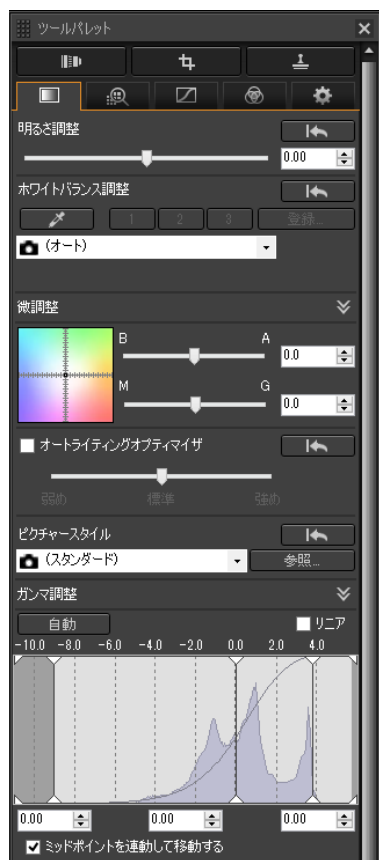 ツールパレット
明るさ調整
0.00
ホワイトバランス調整
1 2 3 登録...
(オート)
微調整
B A
0.0
M G
0.0
オートライティングオプティマイザ
弱め 標準 強め
ピクチャースタイル
(スタンダード) 参照...
ガンマ調整
自動 リニア
-10.0 -8.0 -6.0 -4.0 -2.0 0.0 2.0 4.0
0.00 0.00 0.00
ミッドポイントを連動して移動する